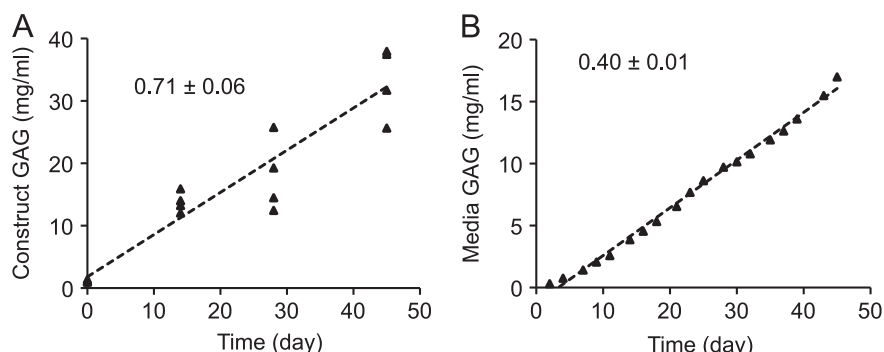 A
Construct GAG (mg/ml)
40
30
20
10
0
0.71 ± 0.06
0 10 20 30 40 50
Time (day)
B
Media GAG (mg/ml)
20
15
10
5
0
0.40 ± 0.01
0 10 20 30 40 50
Time (day)